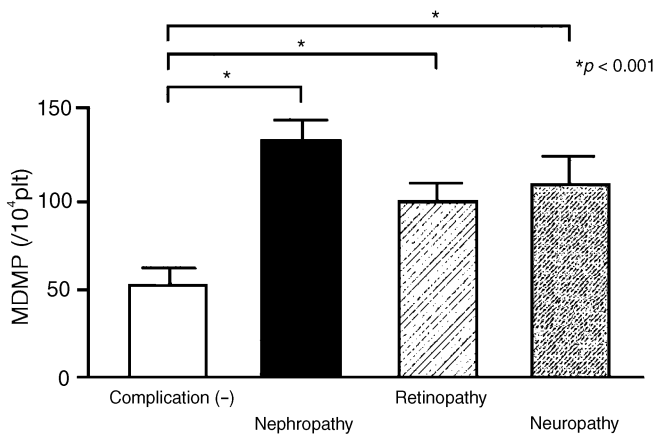 *
*
*
*p < 0.001
150
100
50
0
MDMP (/10⁴plt)
Complication (–)
Nephropathy
Retinopathy
Neuropathy